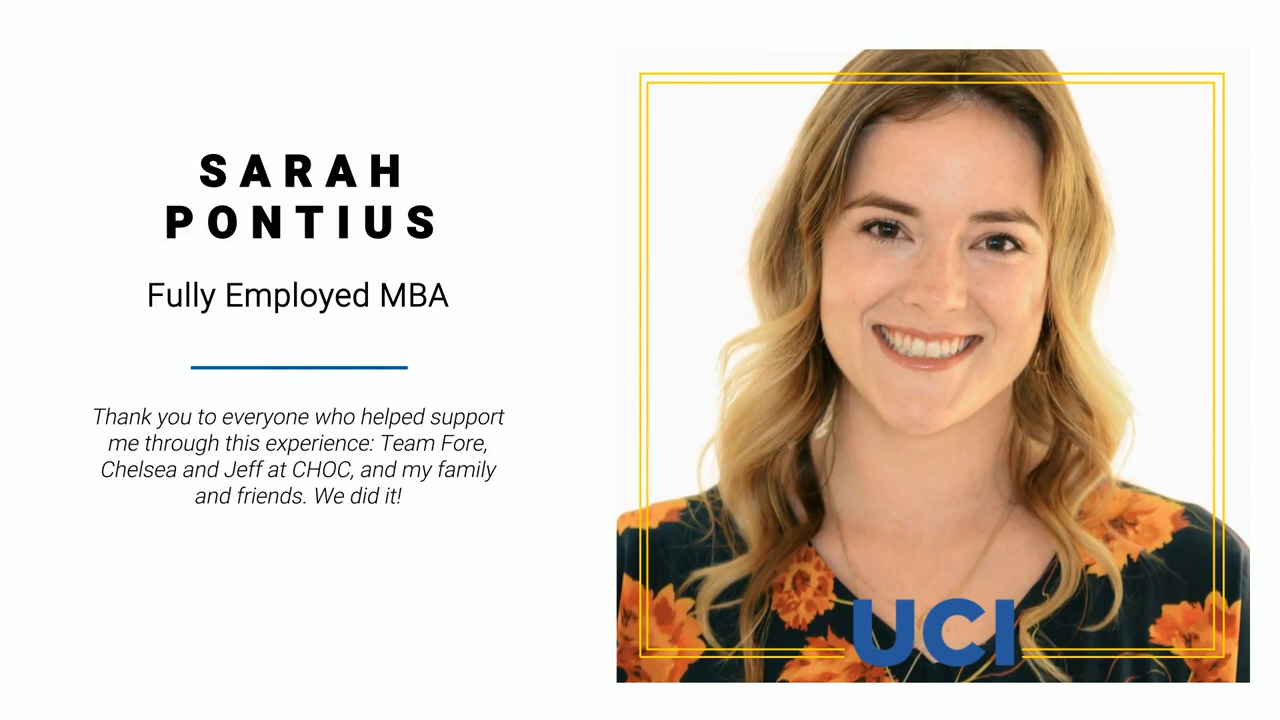 SARAH
PONTIUS
Fully Employed MBA
Thank you to everyone who helped support
me through this experience: Team Fore,
Chelsea and Jeff at CHOC, and my family
and friends. We did it!
UCI